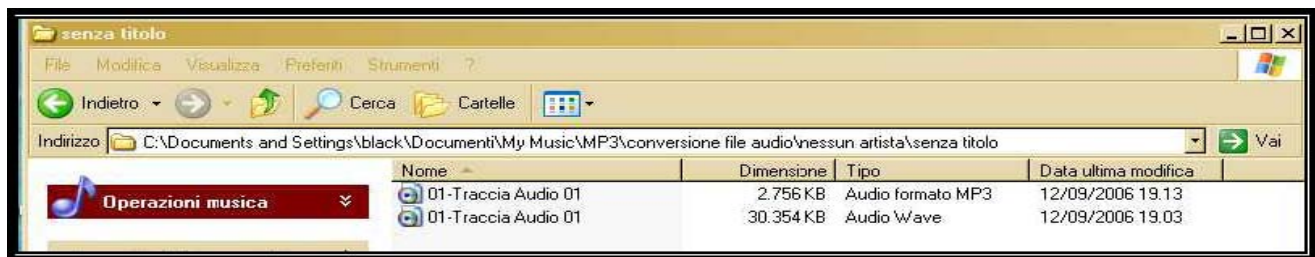 senza titolo
File Modifica Visualizza Preferiti Strumenti ?
Indietro Cerca Cartelle
Indirizzo C:\Documents and Settings\black\Documenti\My Music\MP3\conversione file audio\nessun artista\senza titolo Vai
Nome Dimensione Tipo Data ultima modifica
Operazioni musica
01-Traccia Audio 01 2.756 KB Audio formato MP3 12/09/2006 19.13
01-Traccia Audio 01 30.354 KB Audio Wave 12/09/2006 19.03